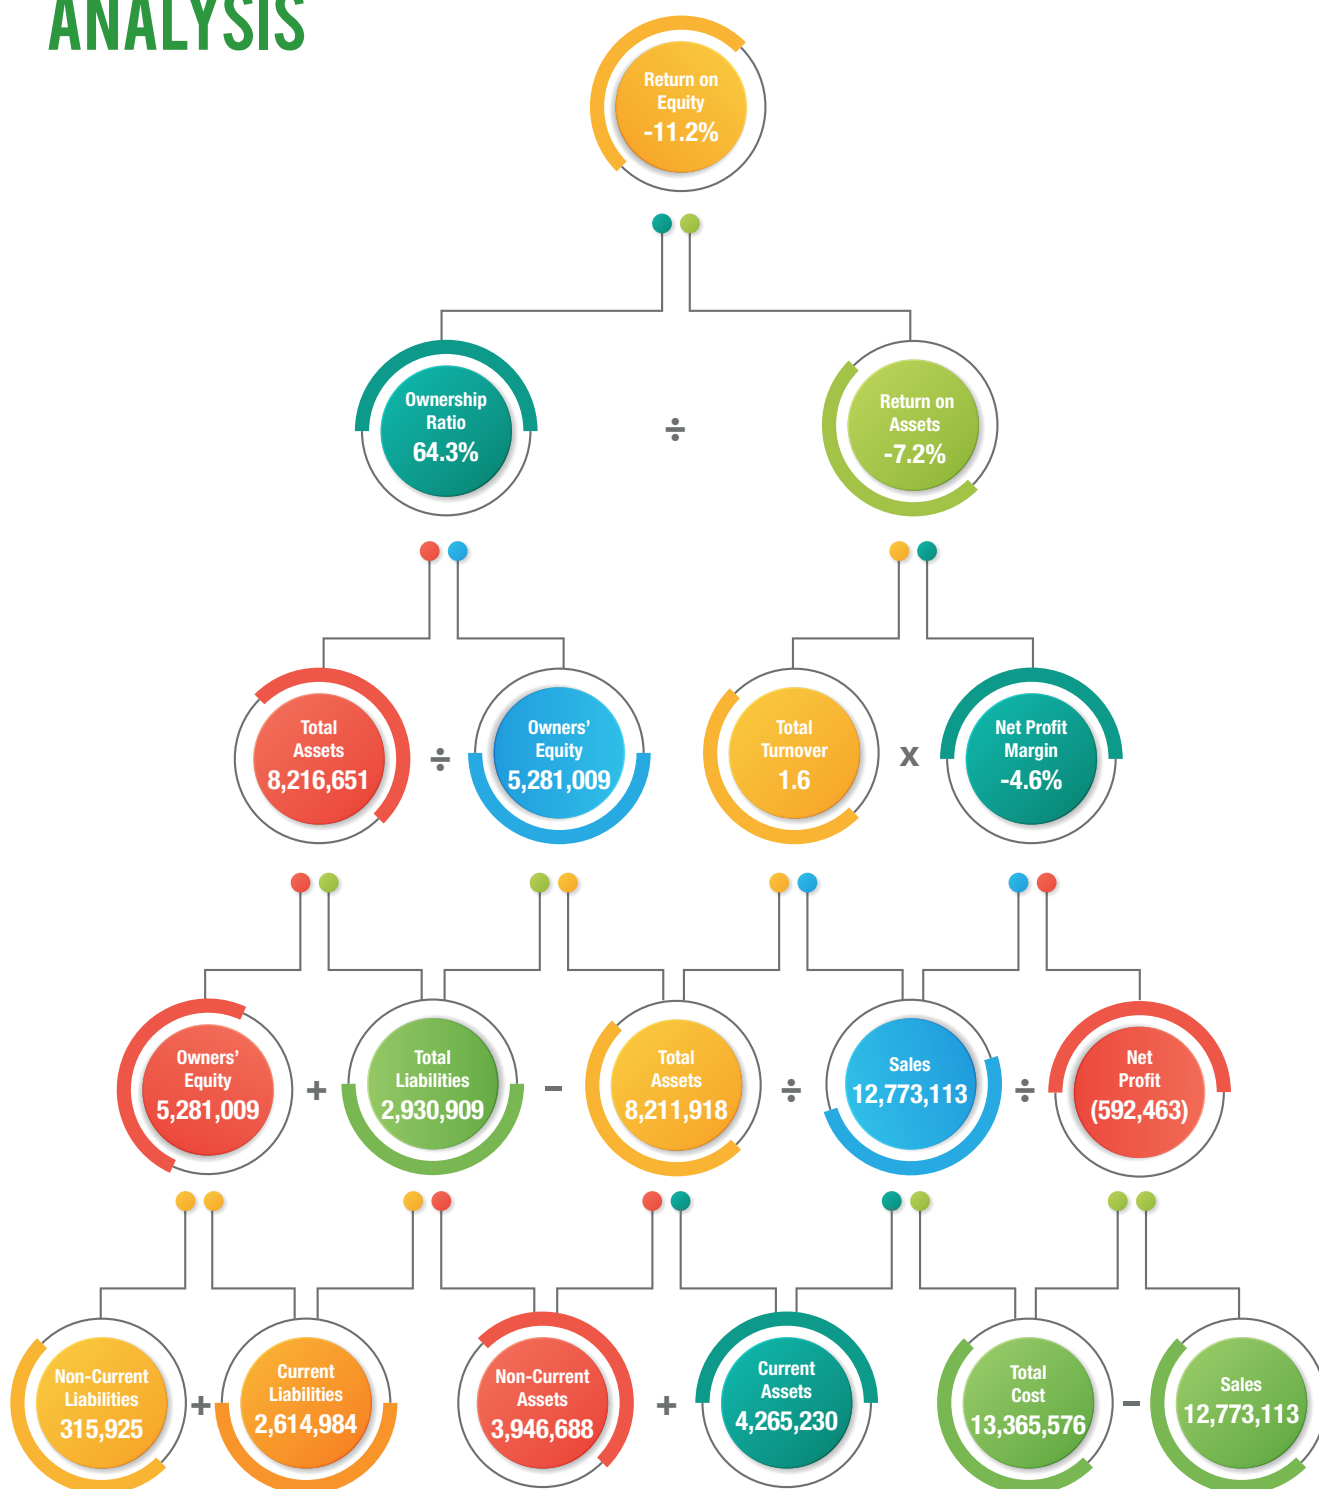 ANALYSIS
Return on
Equity
-11.2%
Ownership
Ratio
64.3%
÷
Return on
Assets
-7.2%
Total
Assets
8,216,651
÷
Owners’
Equity
5,281,009
Total
Turnover
1.6
x
Net Profit
Margin
-4.6%
Owners’
Equity
5,281,009
+
Total
Liabilities
2,930,909
−
Total
Assets
8,211,918
÷
Sales
12,773,113
÷
Net
Profit
(592,463)
Non-Current
Liabilities
315,925
+
Current
Liabilities
2,614,984
Non-Current
Assets
3,946,688
+
Current
Assets
4,265,230
Total
Cost
13,365,576
−
Sales
12,773,113